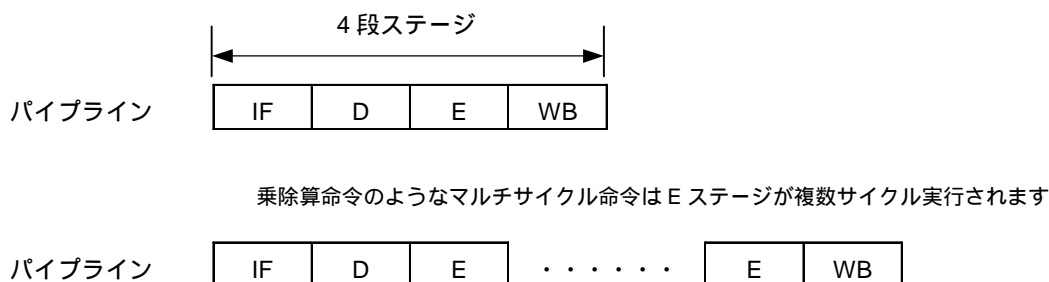 4 段ステージ
パイプライン IF D E WB
乗除算命令のようなマルチサイクル命令は E ステージが複数サイクル実行されます
パイプライン IF D E ・・・・・・ E WB